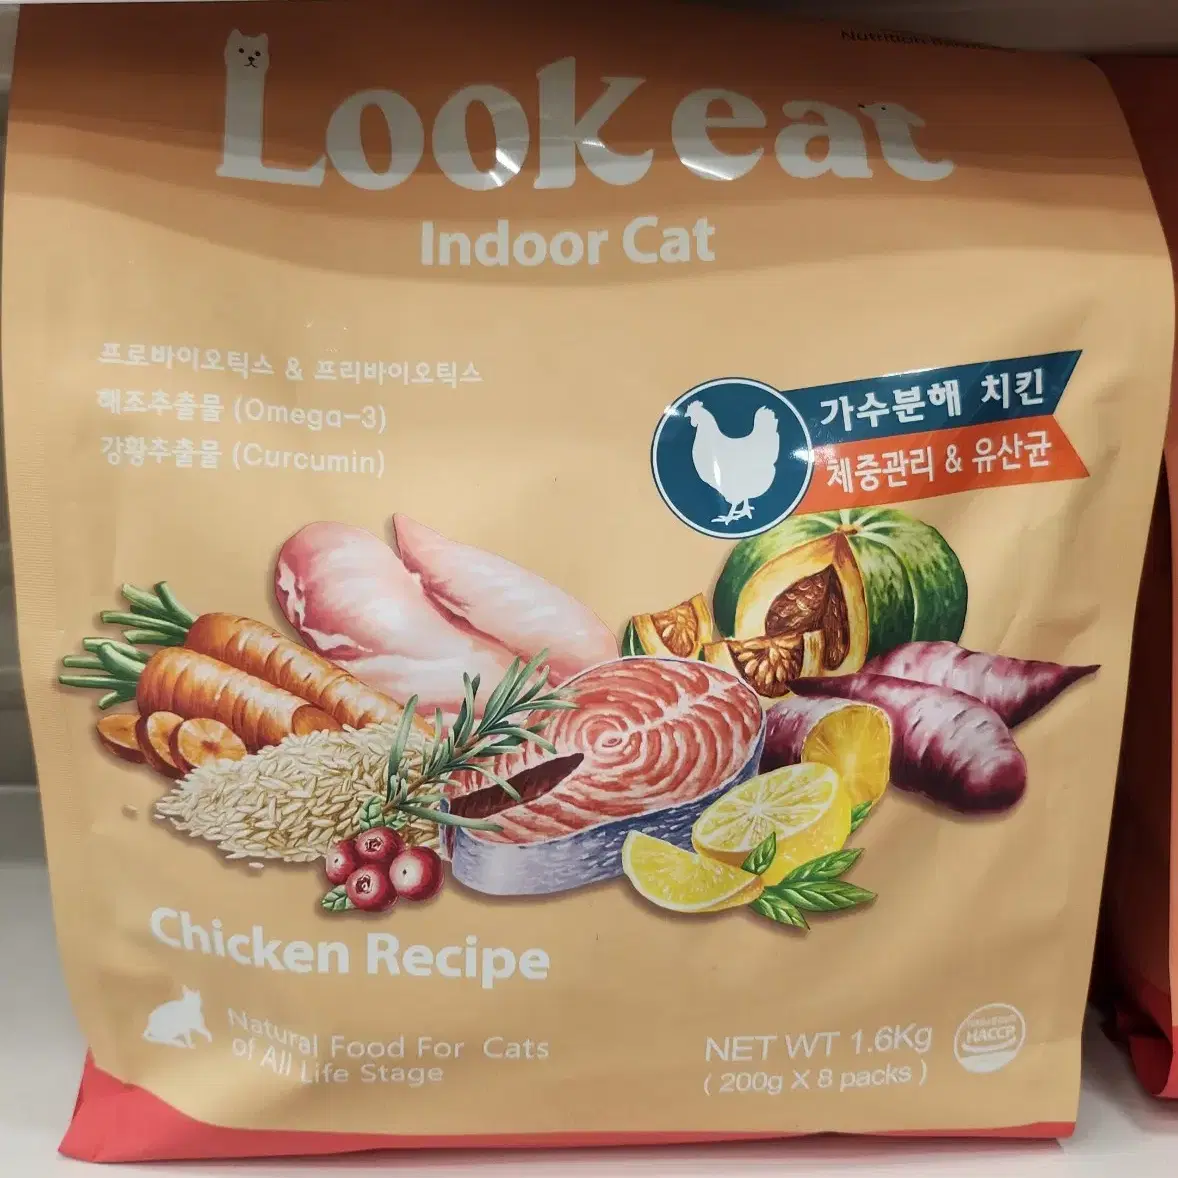 Look eat
Indoor Cat
프로바이오틱스 & 프리바이오틱스
해조추출물 (Omega-3)
강황추출물 (Curcumin)
가수분해 치킨
체중관리 & 유산균
Chicken Recipe
Natural Food For Cats
of All Life Stage
NET WT 1.6Kg
( 200g X 8 packs )
HACCP